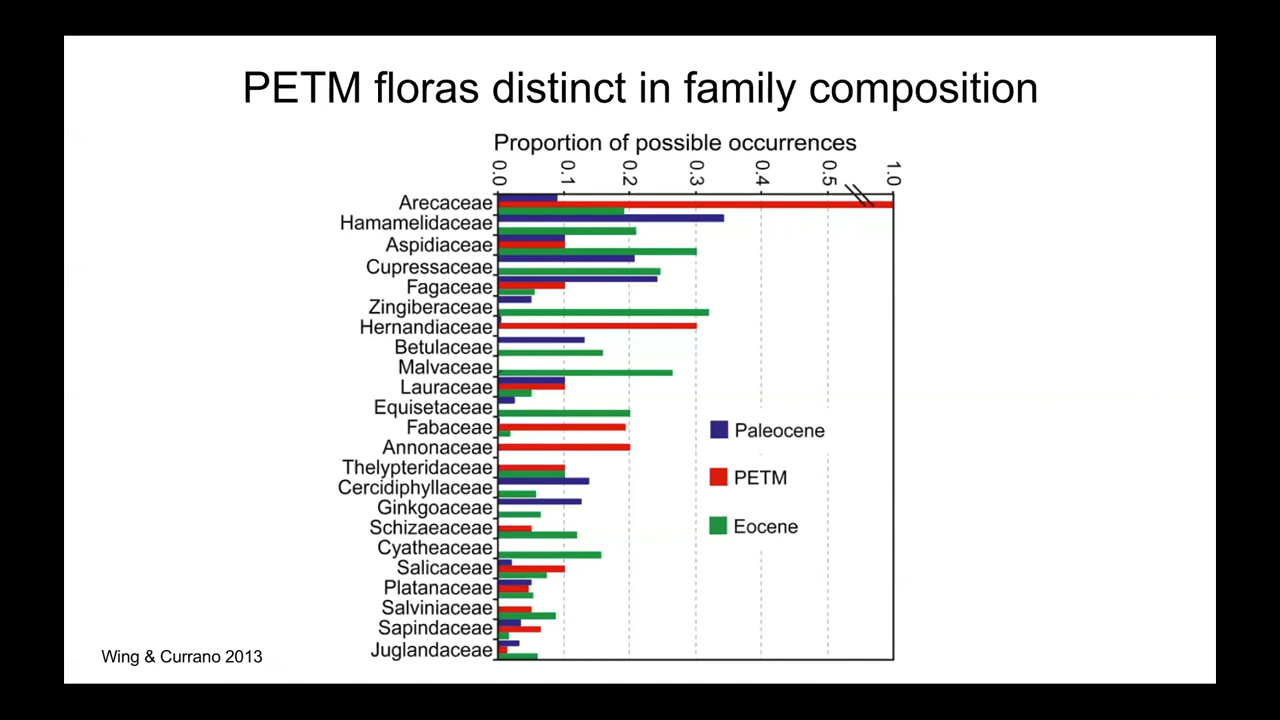 PETM floras distinct in family composition
Proportion of possible occurrences
0.0 0.1 0.2 0.3 0.4 0.5 1.0
Arecaceae
Hamamelidaceae
Aspidiaceae
Cupressaceae
Fagaceae
Zingiberaceae
Hernandiaceae
Betulaceae
Malvaceae
Lauraceae
Equisetaceae
Fabaceae
Annonaceae
Thelypteridaceae
Cercidiphyllaceae
Ginkgoaceae
Schizaeaceae
Cyatheaceae
Salicaceae
Platanaceae
Salviniaceae
Sapindaceae
Juglandaceae
Paleocene
PETM
Eocene
Wing & Currano 2013